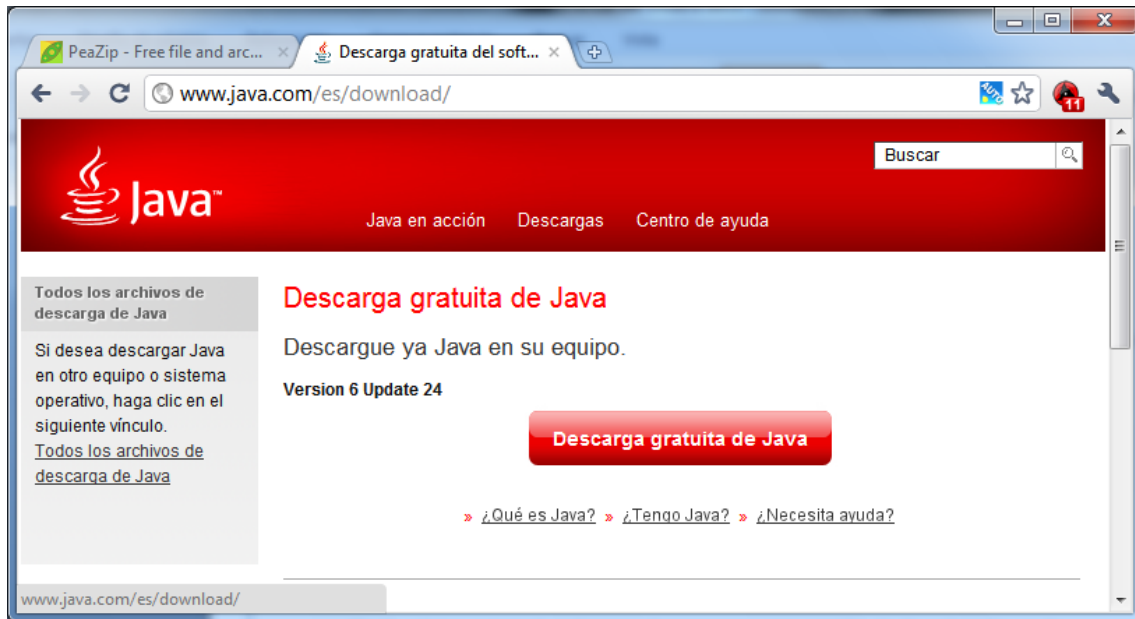 PeaZip - Free file and arc...
Descarga gratuita del soft...
www.java.com/es/download/
11
Java™
Buscar
Java en acción Descargas Centro de ayuda
Todos los archivos de
descarga de Java
Si desea descargar Java
en otro equipo o sistema
operativo, haga clic en el
siguiente vínculo.
Todos los archivos de
descarga de Java
Descarga gratuita de Java
Descargue ya Java en su equipo.
Version 6 Update 24
Descarga gratuita de Java
» ¿Qué es Java? » ¿Tengo Java? » ¿Necesita ayuda?
www.java.com/es/download/